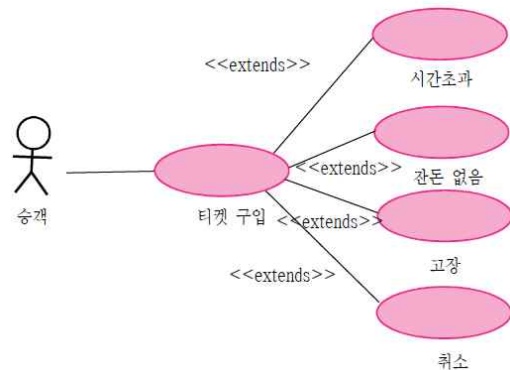 <<extends>>
시간초과
<<extends>>
잔돈 없음
승객
티켓 구입
<<extends>>
고장
<<extends>>
취소